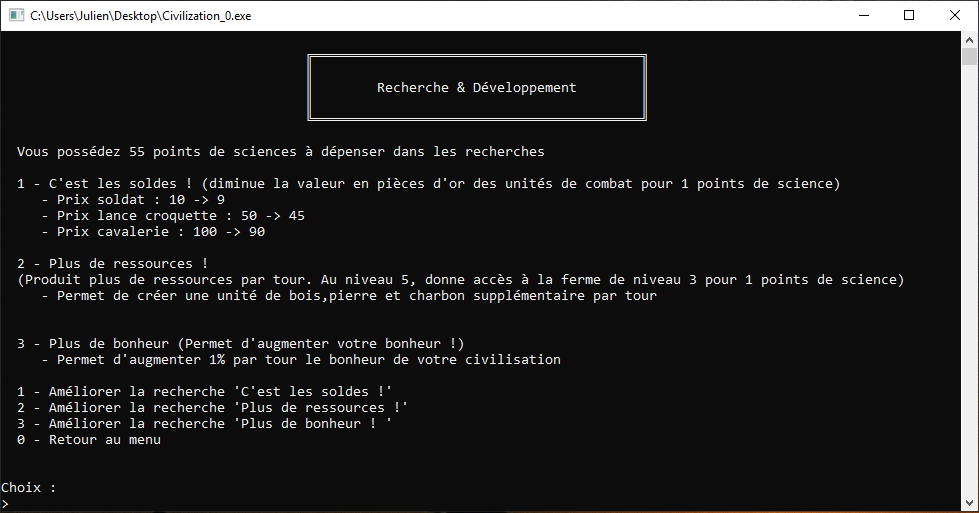 C:\Users\Julien\Desktop\Civilization_0.exe
Recherche & Développement
Vous possédez 55 points de sciences à dépenser dans les recherches
1 - C'est les soldes ! (diminue la valeur en pièces d'or des unités de combat pour 1 points de science)
- Prix soldat : 10 -> 9
- Prix lance croquette : 50 -> 45
- Prix cavalerie : 100 -> 90
2 - Plus de ressources !
(Produit plus de ressources par tour. Au niveau 5, donne accès à la ferme de niveau 3 pour 1 points de science)
- Permet de créer une unité de bois,pierre et charbon supplémentaire par tour
3 - Plus de bonheur (Permet d'augmenter votre bonheur !)
- Permet d'augmenter 1% par tour le bonheur de votre civilisation
1 - Améliorer la recherche 'C'est les soldes !'
2 - Améliorer la recherche 'Plus de ressources !'
3 - Améliorer la recherche 'Plus de bonheur ! '
0 - Retour au menu
Choix :
>